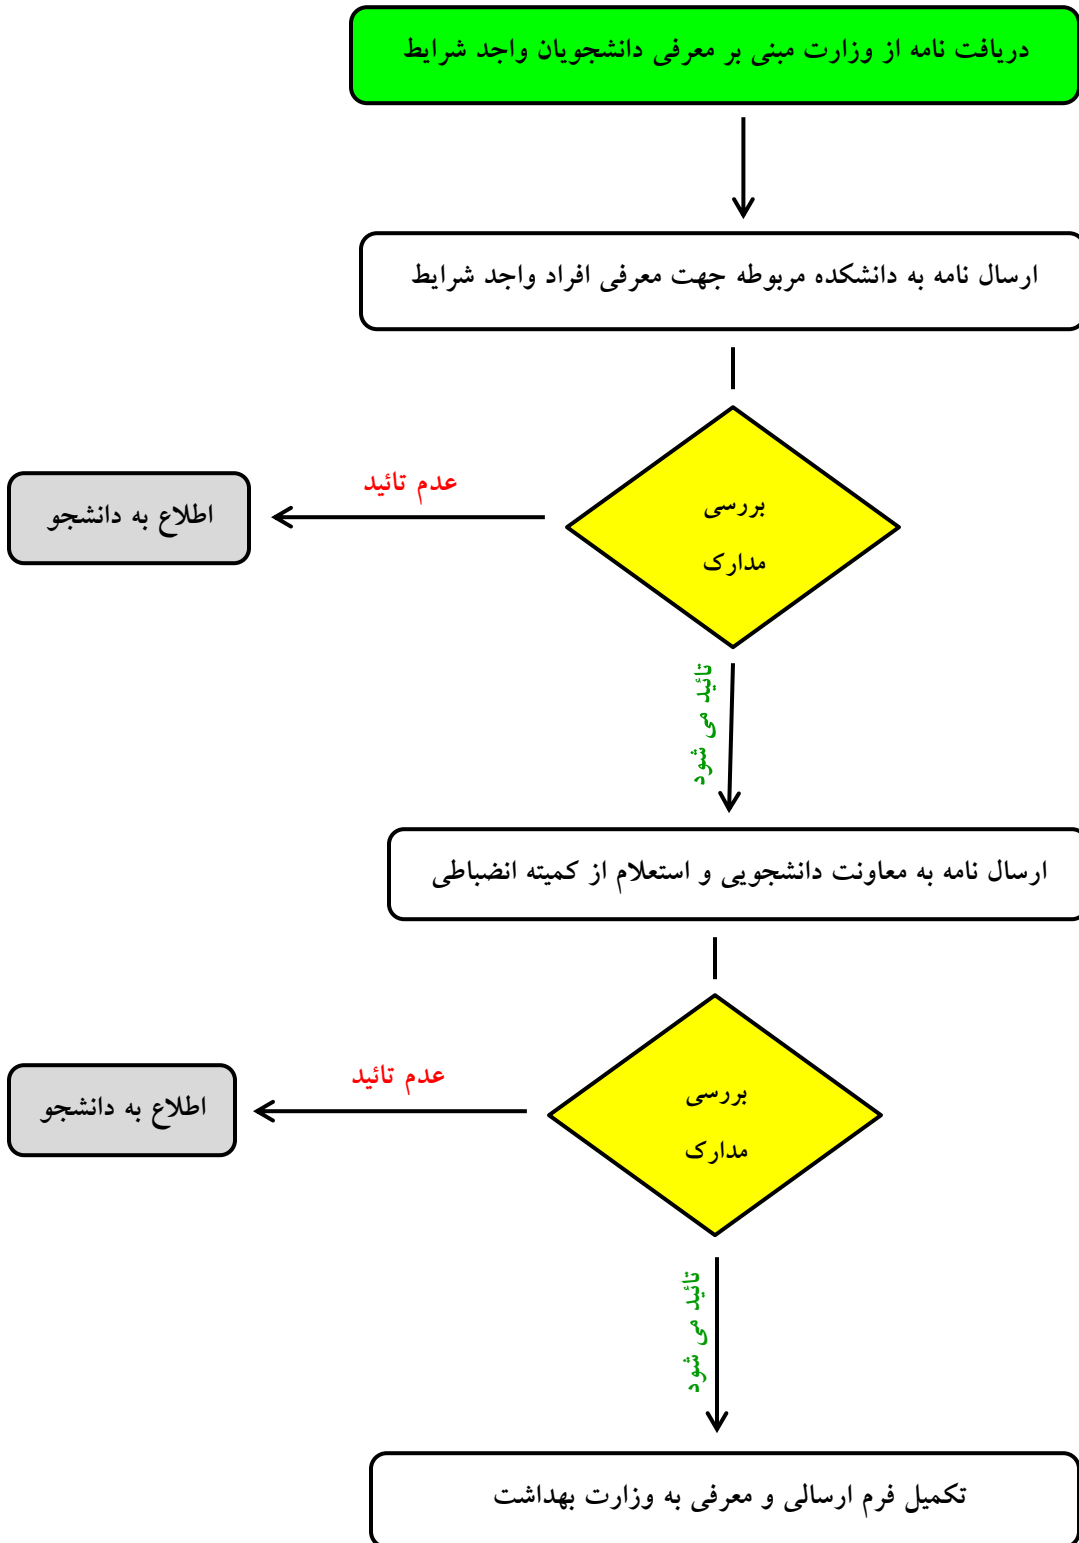 دریافت نامه از وزارت مبنی بر معرفی دانشجویان واجد شرایط
ارسال نامه به دانشکده مربوطه جهت معرفی افراد واجد شرایط
بررسی
مدارک
عدم تائید
اطلاع به دانشجو
تائید می شود
ارسال نامه به معاونت دانشجویی و استعلام از کمیته انضباطی
بررسی
مدارک
عدم تائید
اطلاع به دانشجو
تائید می شود
تکمیل فرم ارسالی و معرفی به وزارت بهداشت